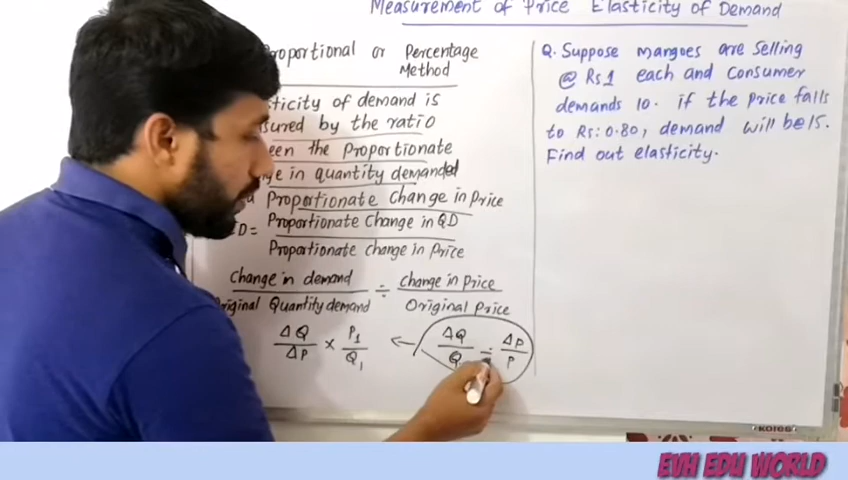 Measurement of Price Elasticity of Demand
Proportional or Percentage
Method
of demand is
by the ratio
the Proportionate
in quantity demanded
Proportionate Change in Price
= Proportionate Change in QD
Proportionate Change in Price
Change in demand ÷ Change in Price
Original Quantity demand Original Price
ΔQ/ΔP × P1/Q1 ← ΔQ/Q ÷ ΔP/P
Q. Suppose mangoes are Selling
@ Rs1 each and Consumer
demands 10. if the Price falls
to Rs: 0.80, demand will be 15.
Find out elasticity.
Kores
EVH EDU WORLD